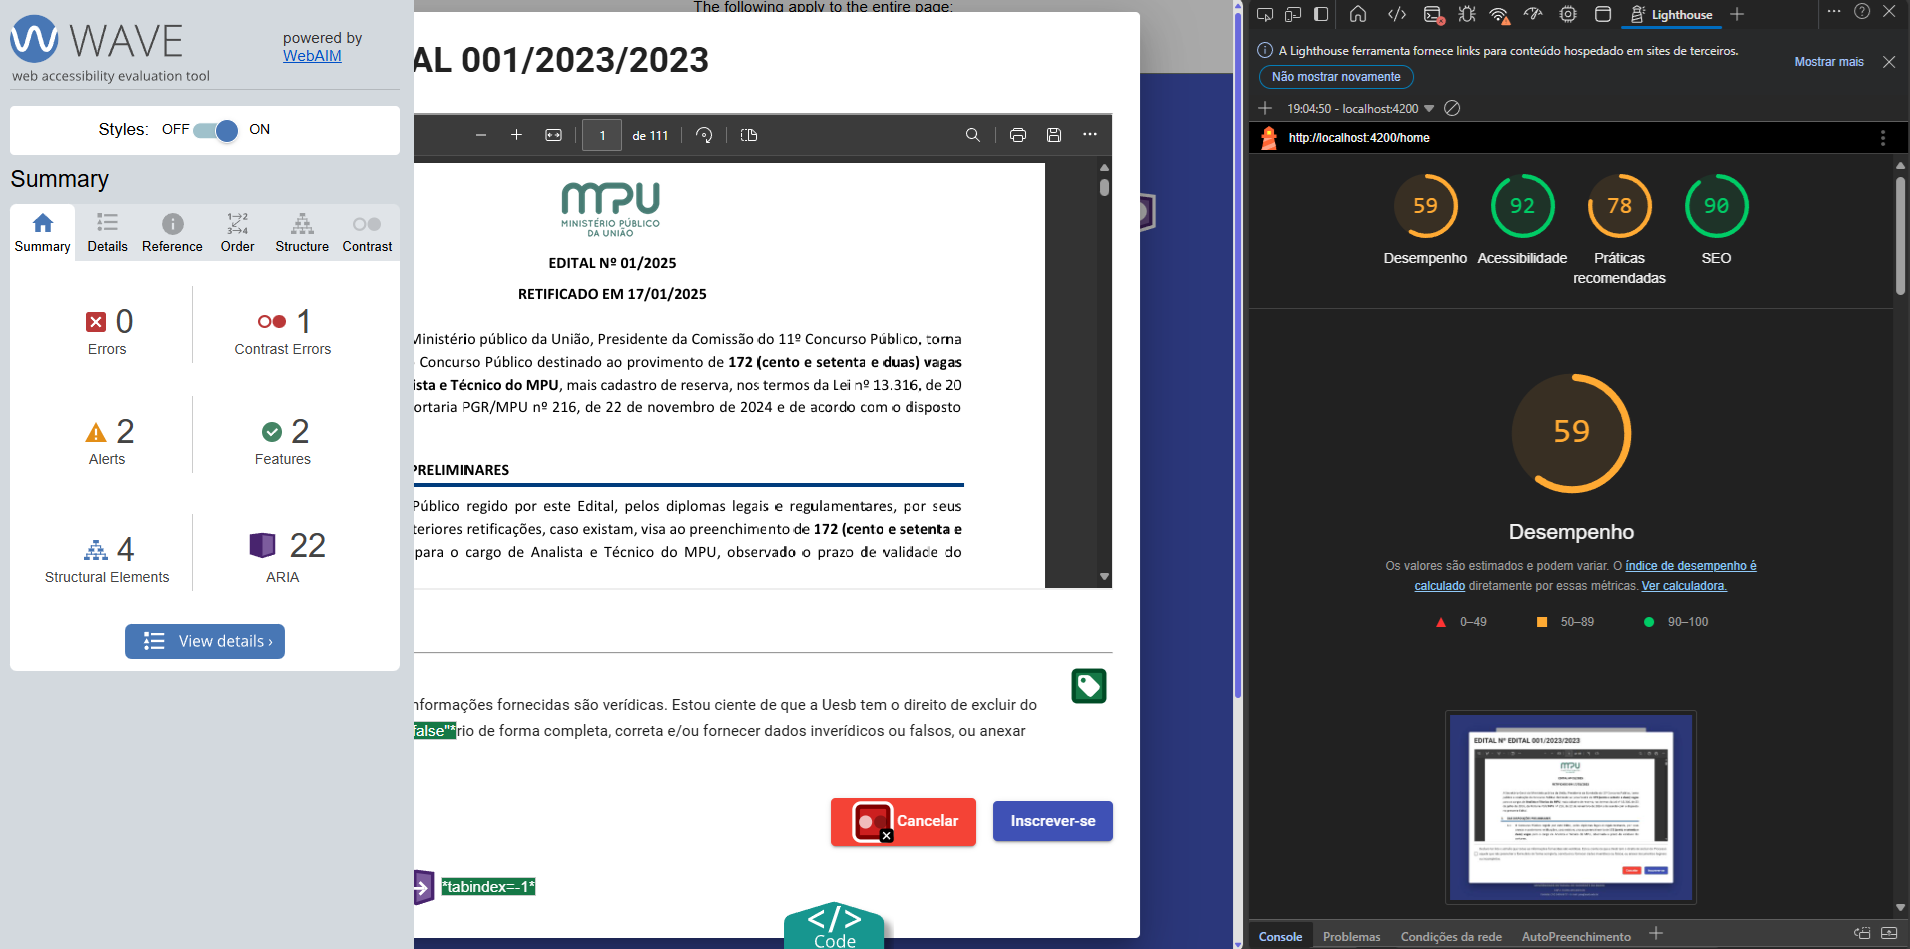 WAVE
web accessibility evaluation tool
powered by
WebAIM
Styles: OFF ON
Summary
Summary
Details
Reference
Order
Structure
Contrast
0
Errors
1
Contrast Errors
2
Alerts
2
Features
4
Structural Elements
22
ARIA
View details ›
The following apply to the entire page:
AL 001/2023/2023
1 de 111
MPU
MINISTÉRIO PÚBLICO
DA UNIÃO
EDITAL Nº 01/2025
RETIFICADO EM 17/01/2025
Ministério público da União, Presidente da Comissão do 11º Concurso Público, torna
Concurso Público destinado ao provimento de 172 (cento e setenta e duas) vagas
ista e Técnico do MPU, mais cadastro de reserva, nos termos da Lei nº 13.316, de 20
ortaria PGR/MPU nº 216, de 22 de novembro de 2024 e de acordo com o disposto
PRELIMINARES
Público regido por este Edital, pelos diplomas legais e regulamentares, por seus
teriores retificações, caso existam, visa ao preenchimento de 172 (cento e setenta e
para o cargo de Analista e Técnico do MPU, observado o prazo de validade do
nformações fornecidas são verídicas. Estou ciente de que a Uesb tem o direito de excluir do
false"*rio de forma completa, correta e/ou fornecer dados inverídicos ou falsos, ou anexar
Cancelar
Inscrever-se
*tabindex=-1*
</>
Code
Lighthouse
A Lighthouse ferramenta fornece links para conteúdo hospedado em sites de terceiros.
Mostrar mais
Não mostrar novamente
19:04:50 - localhost:4200
http://localhost:4200/home
59
Desempenho
92
Acessibilidade
78
Práticas
recomendadas
90
SEO
59
Desempenho
Os valores são estimados e podem variar. O índice de desempenho é
calculado diretamente por essas métricas. Ver calculadora.
0–49
50–89
90–100
EDITAL Nº EDITAL 001/2023/2023
Console
Problemas
Condições da rede
AutoPreenchimento